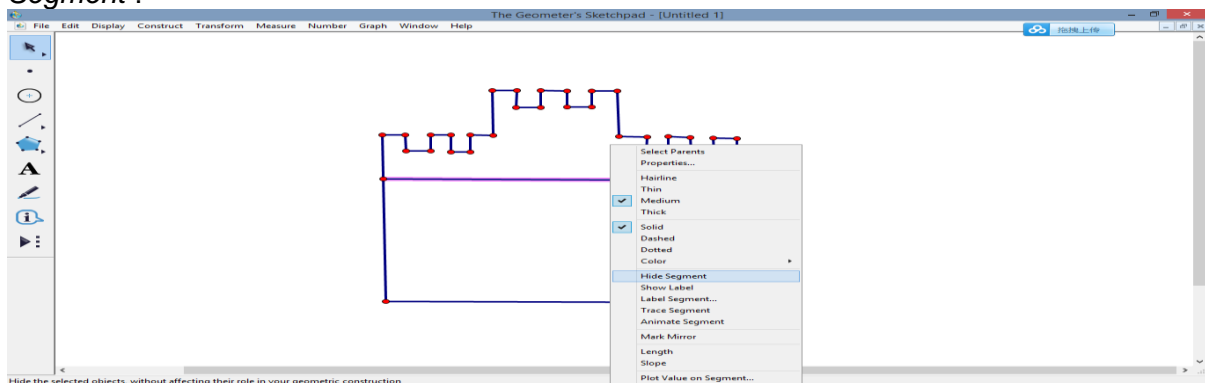 Segment".
The Geometer's Sketchpad - [Untitled 1]
File Edit Display Construct Transform Measure Number Graph Window Help
拖拽上传
A
Select Parents
Properties...
Hairline
Thin
Medium
Thick
Solid
Dashed
Dotted
Color
Hide Segment
Show Label
Label Segment...
Trace Segment
Animate Segment
Mark Mirror
Length
Slope
Plot Value on Segment...
Hide the selected objects, without affecting their role in your geometric construction